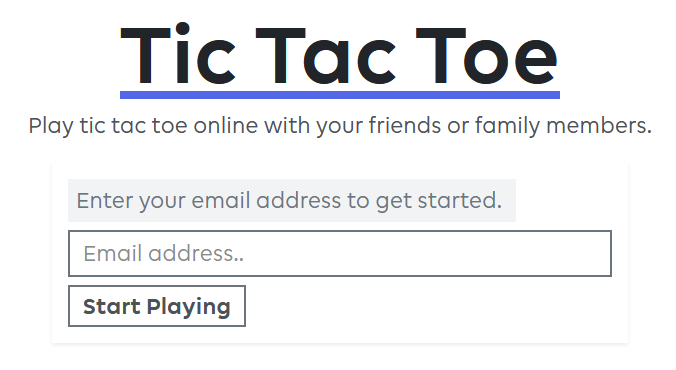 Tic Tac Toe
Play tic tac toe online with your friends or family members.
Enter your email address to get started.
Email address..
Start Playing